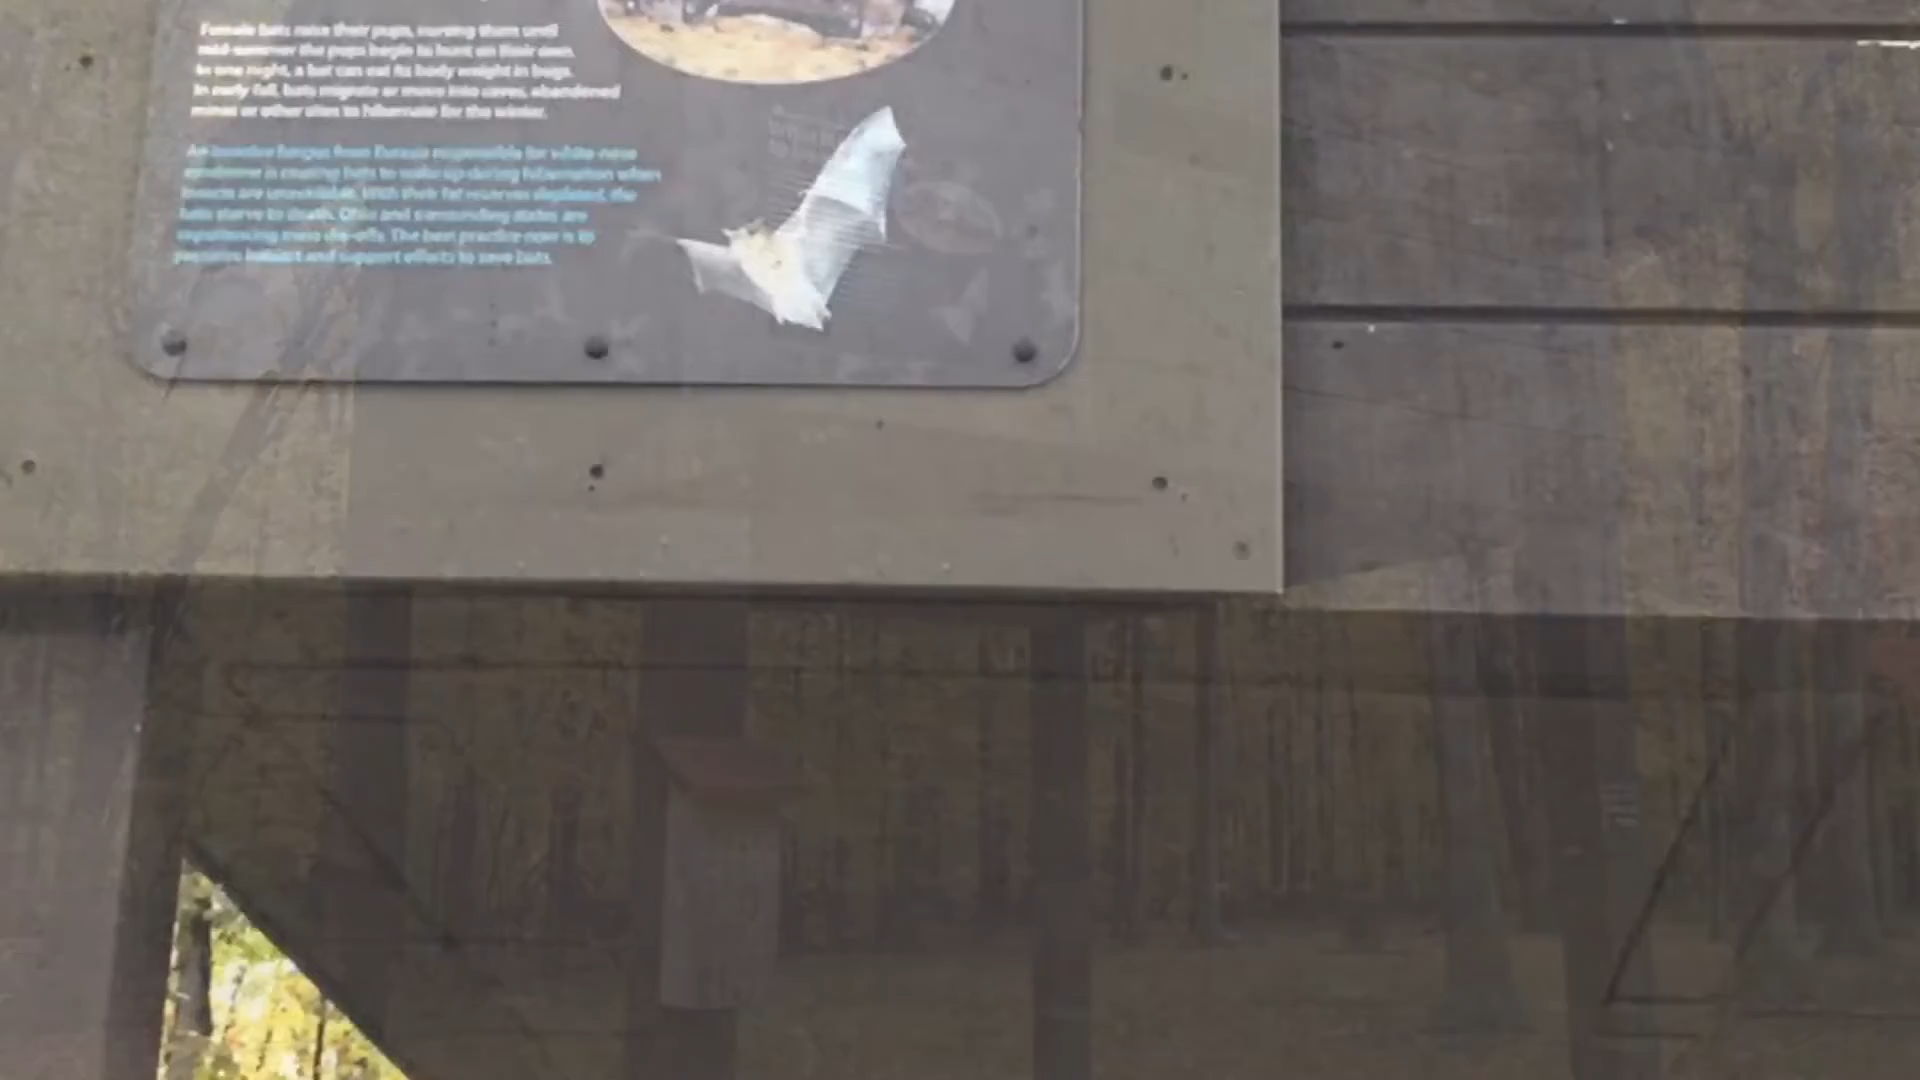 Female bats raise their pups, nursing them until
mid-summer the pups begin to hunt on their own.
In one night, a bat can eat its body weight in bugs.
In early fall, bats migrate or move into caves, abandoned
mines or other sites to hibernate for the winter.
An invasive fungus from Eurasia responsible for white-nose
syndrome is causing bats to wake up during hibernation when
insects are unavailable. With their fat reserves depleted, the
bats starve to death. Ohio and surrounding states are
experiencing mass die-offs. The best practice now is to
preserve habitat and support efforts to save bats.